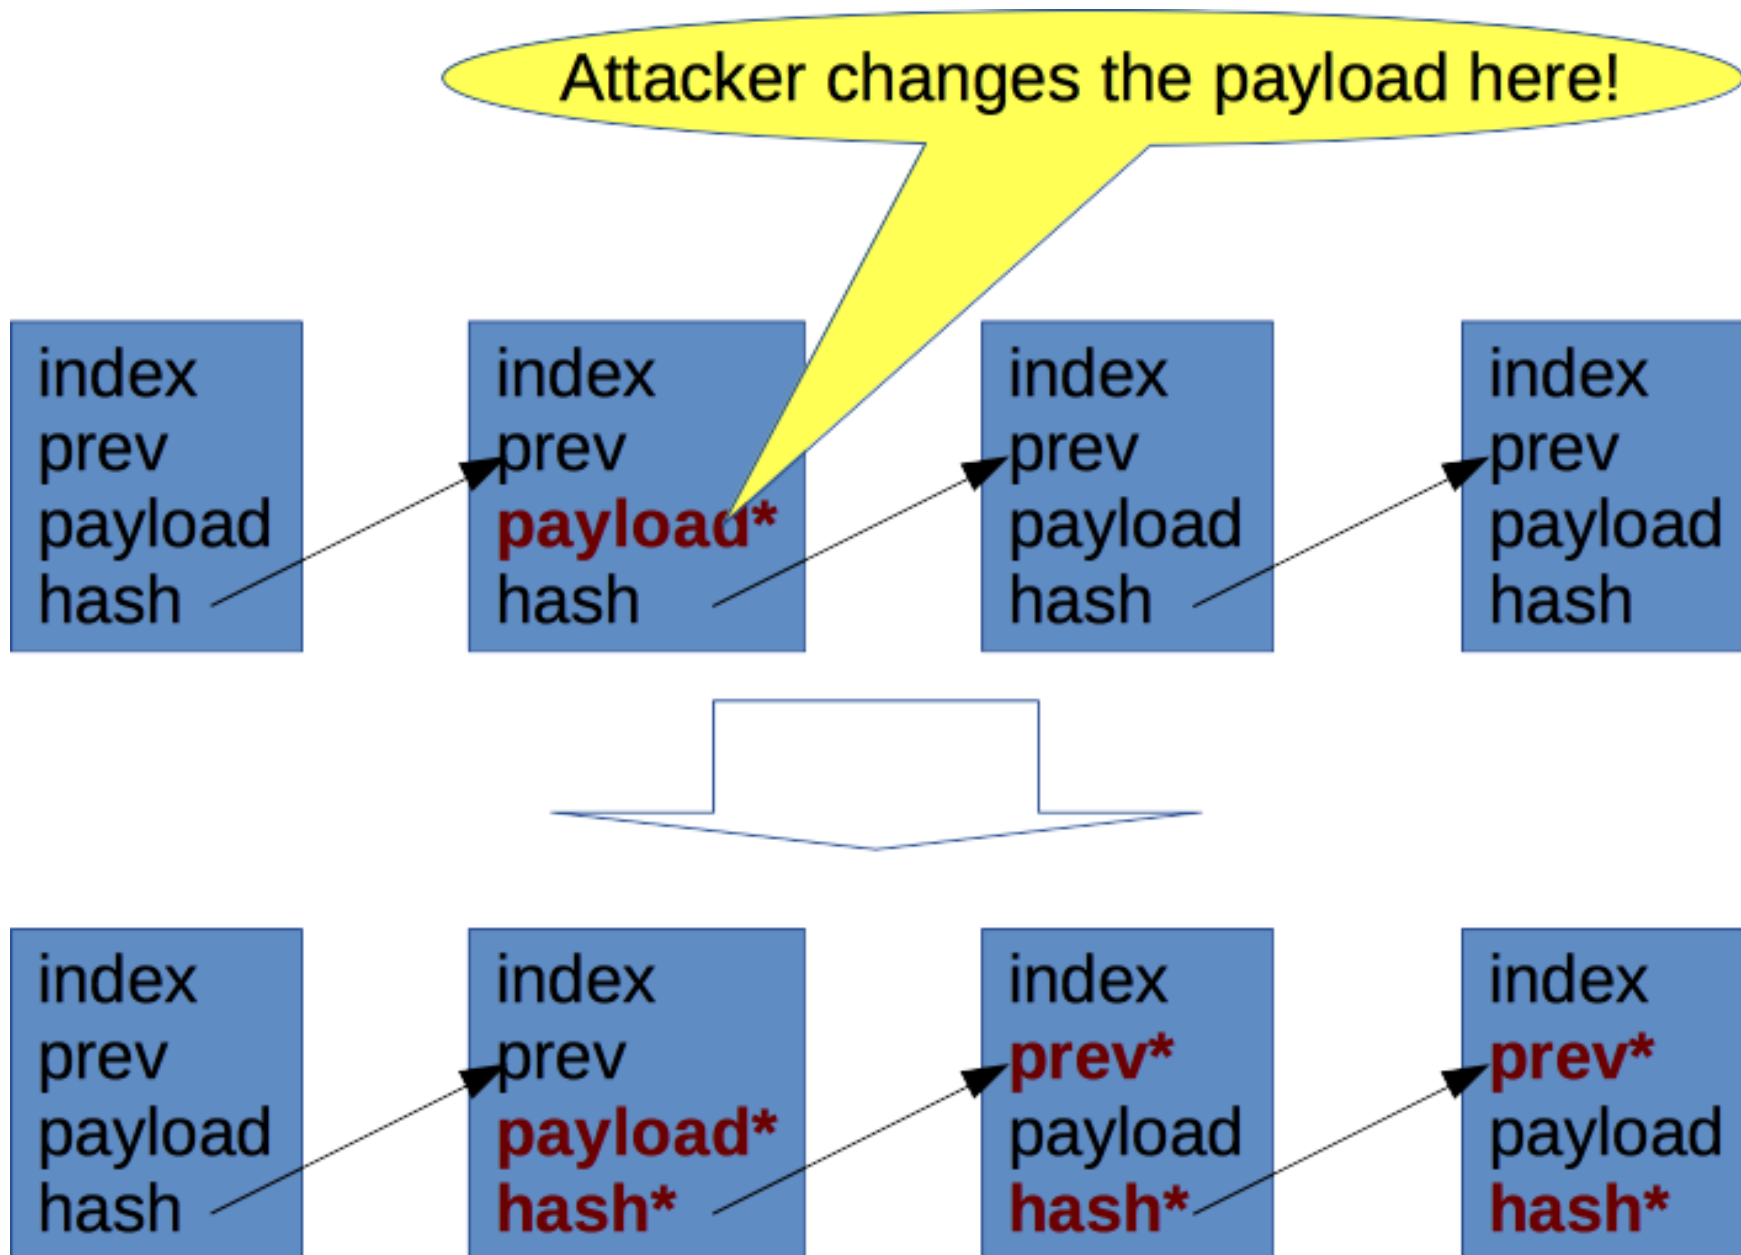 Attacker changes the payload here!
index
prev
payload
hash
index
prev
payload*
hash
index
prev
payload
hash
index
prev
payload
hash
index
prev
payload
hash
index
prev
payload*
hash*
index
prev*
payload
hash*
index
prev*
payload
hash*